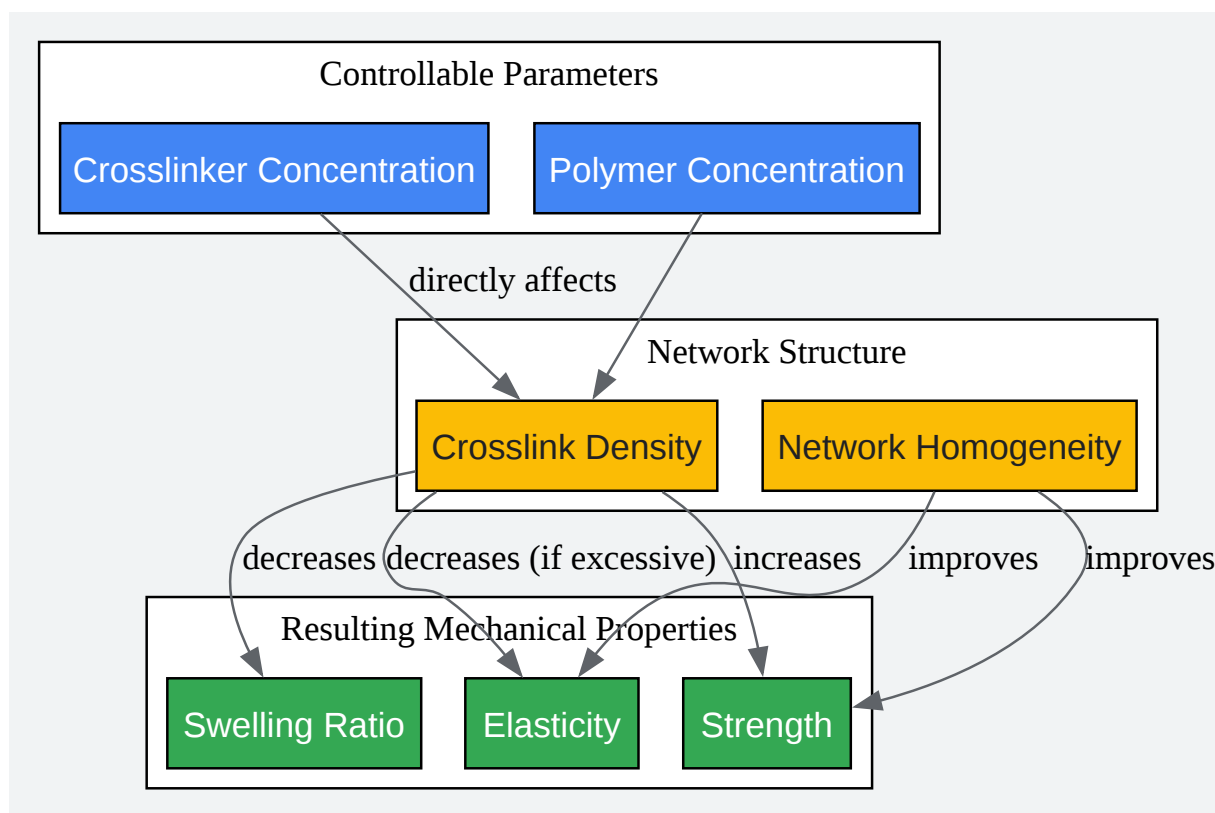 Controllable Parameters
Crosslinker Concentration
Polymer Concentration
directly affects
Network Structure
Crosslink Density
Network Homogeneity
decreases
decreases (if excessive)
increases
improves
improves
Resulting Mechanical Properties
Swelling Ratio
Elasticity
Strength